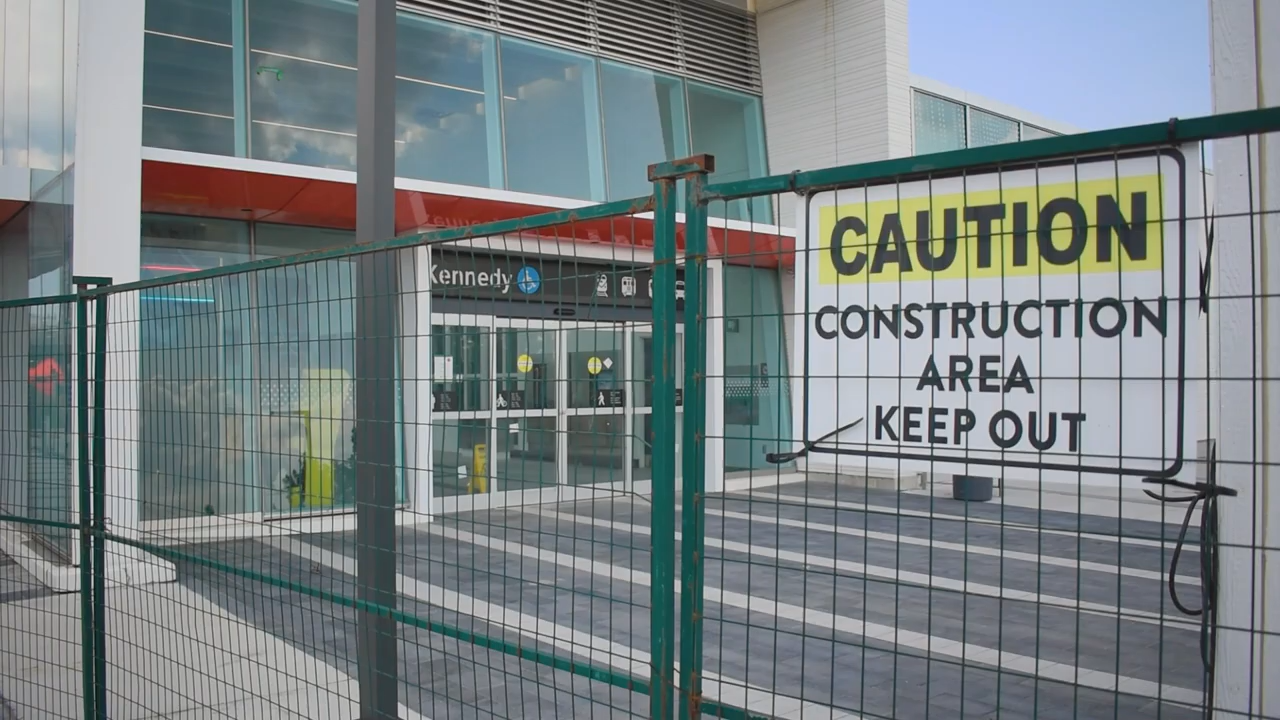 Kennedy
CAUTION
CONSTRUCTION
AREA
KEEP OUT